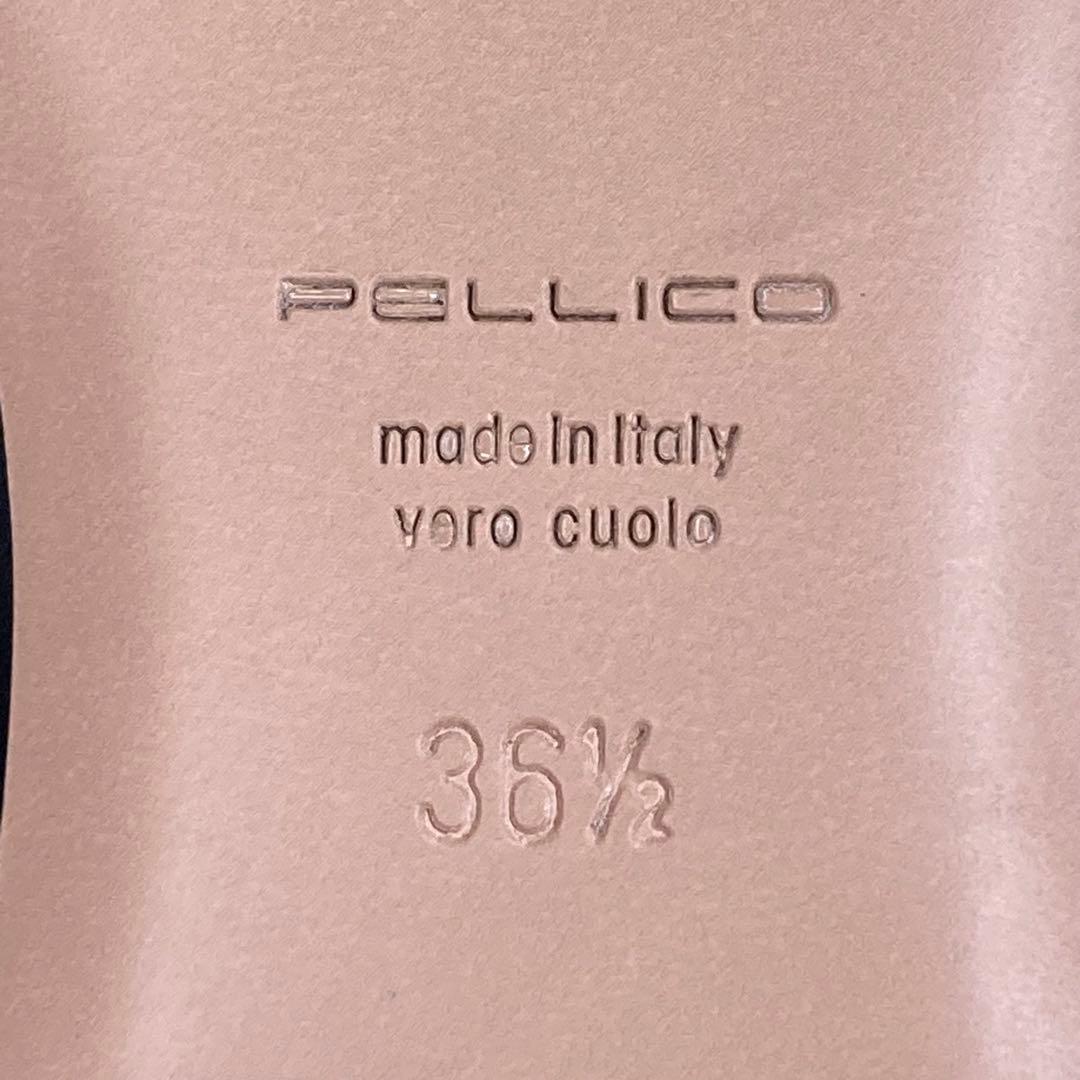 PELLICO
made in Italy
vero cuoio
36½